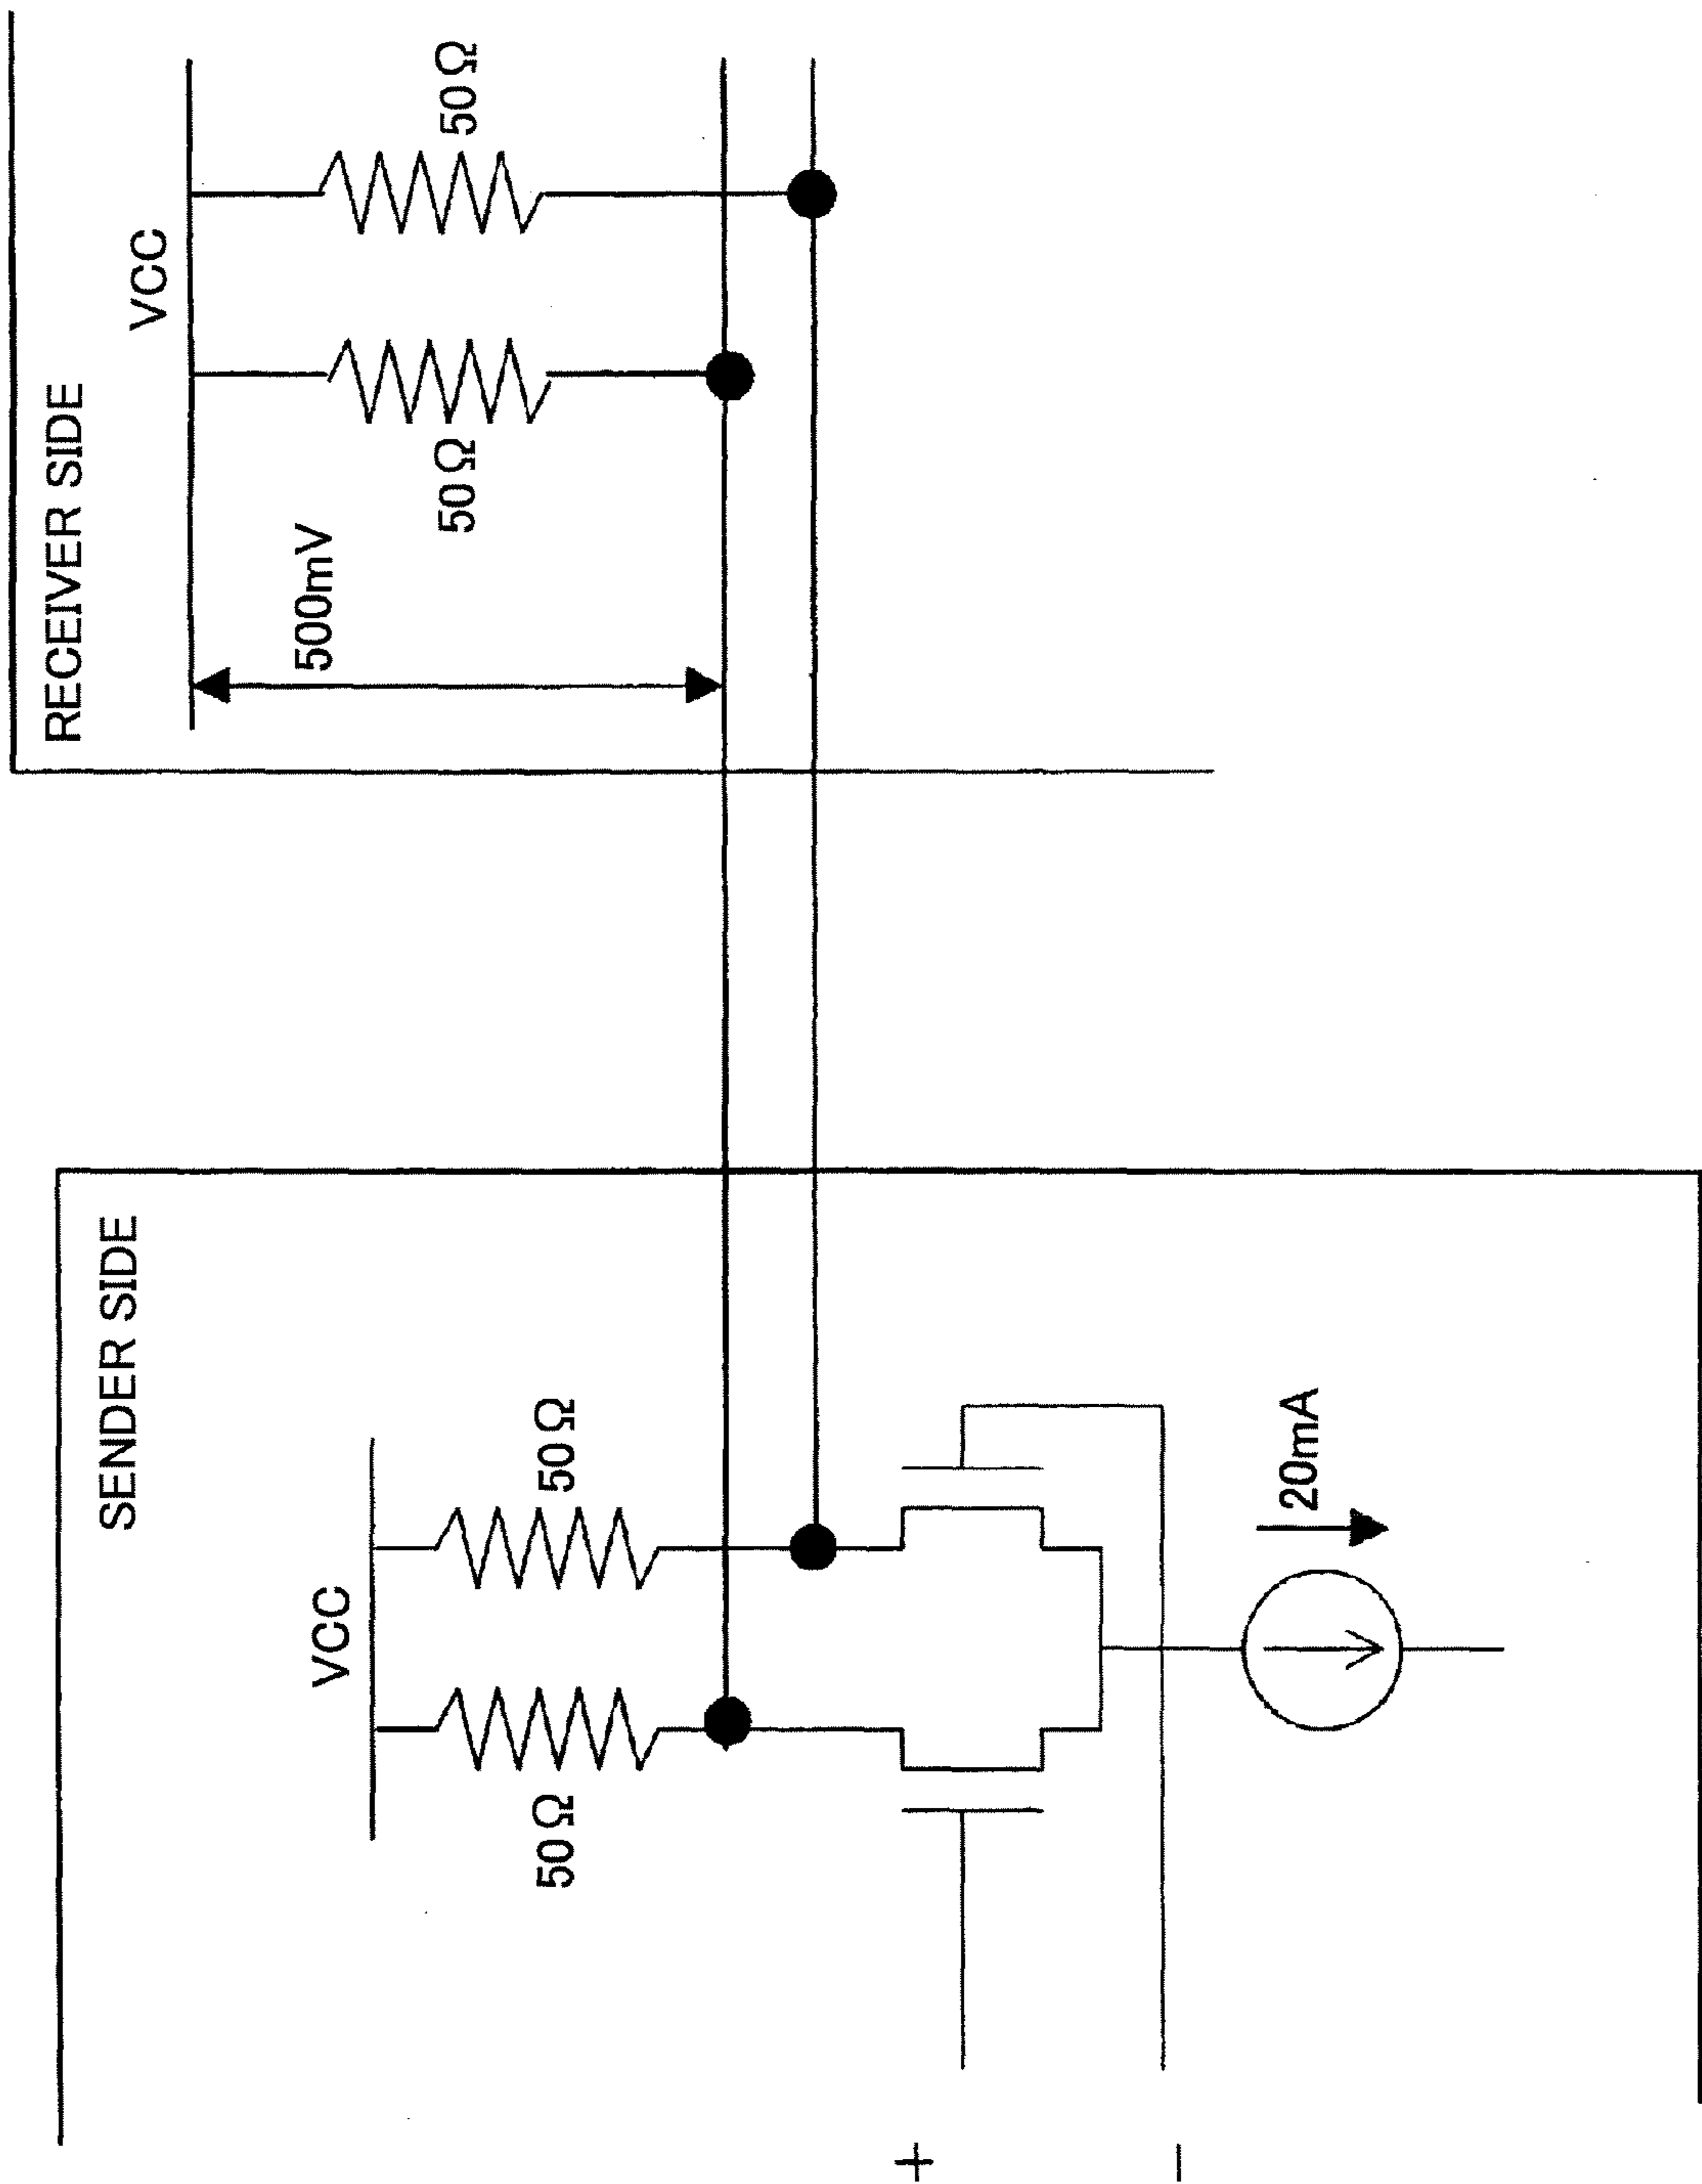 SENDER SIDE
VCC
50Ω
50Ω
20mA
+
−
RECEIVER SIDE
VCC
500mV
50Ω
50Ω